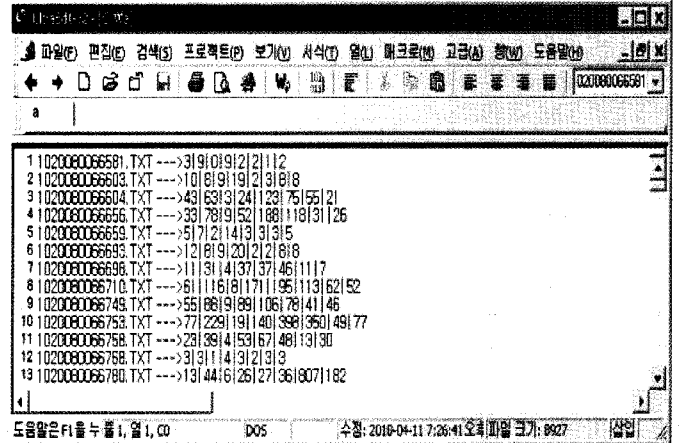 파일(F) 편집(E) 검색(S) 프로젝트(P) 보기(V) 서식(T) 열(L) 매크로(M) 고급(A) 창(W) 도움말(H)
020080066581
a
1 1020080066581.TXT --->3|9|0|9|2|2|1|2
2 1020080066603.TXT --->10|8|9|19|2|3|8|8
3 1020080066604.TXT --->43|63|3|24|123|75|55|21
4 1020080066656.TXT --->33|78|9|52|188|118|31|26
5 1020080066659.TXT --->5|7|2|14|3|3|3|5
6 1020080066693.TXT --->12|8|9|20|2|2|8|8
7 1020080066698.TXT --->11|31|4|37|37|46|11|7
8 1020080066710.TXT --->61|116|8|171|195|113|62|52
9 1020080066749.TXT --->55|86|9|89|106|78|41|46
10 1020080066753.TXT --->77|229|19|140|398|350|49|77
11 1020080066758.TXT --->23|39|4|53|67|48|13|30
12 1020080066768.TXT --->3|3|1|4|3|2|3|3
13 1020080066780.TXT --->13|44|6|26|27|36|807|182
도움말은 F1을 누를 줄 1, 열 1, C0 DOS 수정: 2010-04-11 7:26:41 오후 파일 크기: 8927 삽입